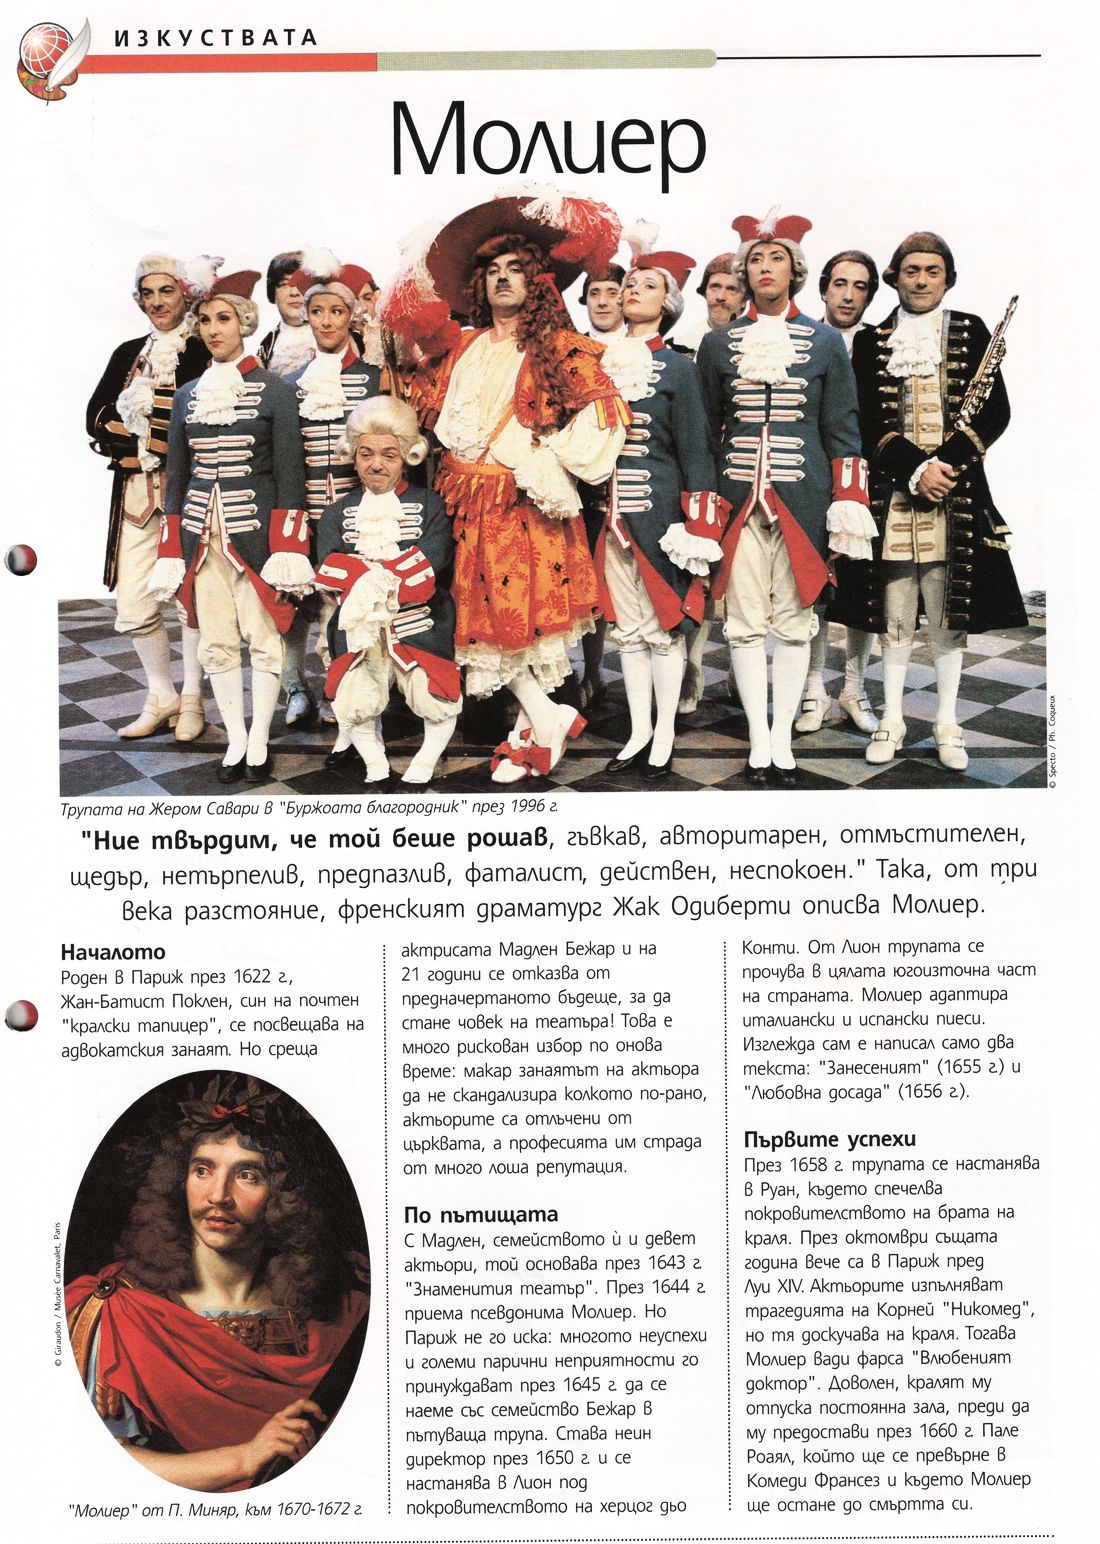 ИЗКУСТВАТА
Молиер
© Specto / Ph. Coqueux
Трупата на Жером Савари в "Буржоата благородник" през 1996 г.
"Ние твърдим, че той беше рошав, гъвкав, авторитарен, отмъстителен,
щедър, нетърпелив, предпазлив, фаталист, действен, неспокоен." Така, от три
века разстояние, френският драматург Жак Одиберти описва Молиер.
Началото
Роден в Париж през 1622 г.,
Жан-Батист Поклен, син на почтен
"кралски тапицер", се посвещава на
адвокатския занаят. Но среща
© Giraudon / Musée Carnavalet, Paris
"Молиер" от П. Миняр, към 1670-1672 г.
актрисата Мадлен Бежар и на
21 години се отказва от
предначертаното бъдеще, за да
стане човек на театъра! Това е
много рискован избор по онова
време: макар занаятът на актьора
да не скандализира колкото по-рано,
актьорите са отлъчени от
църквата, а професията им страда
от много лоша репутация.
По пътищата
С Мадлен, семейството ѝ и девет
актьори, той основава през 1643 г.
"Знаменития театър". През 1644 г.
приема псевдонима Молиер. Но
Париж не го иска: многото неуспехи
и големи парични неприятности го
принуждават през 1645 г. да се
наеме със семейство Бежар в
пътуваща трупа. Става неин
директор през 1650 г. и се
настанява в Лион под
покровителството на херцог дьо
Конти. От Лион трупата се
прочува в цялата югоизточна част
на страната. Молиер адаптира
италиански и испански пиеси.
Изглежда сам е написал само два
текста: "Занесеният" (1655 г.) и
"Любовна досада" (1656 г.).
Първите успехи
През 1658 г. трупата се настанява
в Руан, където спечелва
покровителството на брата на
краля. През октомври същата
година вече са в Париж пред
Луи XIV. Актьорите изпълняват
трагедията на Корней "Никомед",
но тя доскучава на краля. Тогава
Молиер вади фарса "Влюбеният
доктор". Доволен, кралят му
отпуска постоянна зала, преди да
му предостави през 1660 г. Пале
Роаял, който ще се превърне в
Комеди Франсез и където Молиер
ще остане до смъртта си.